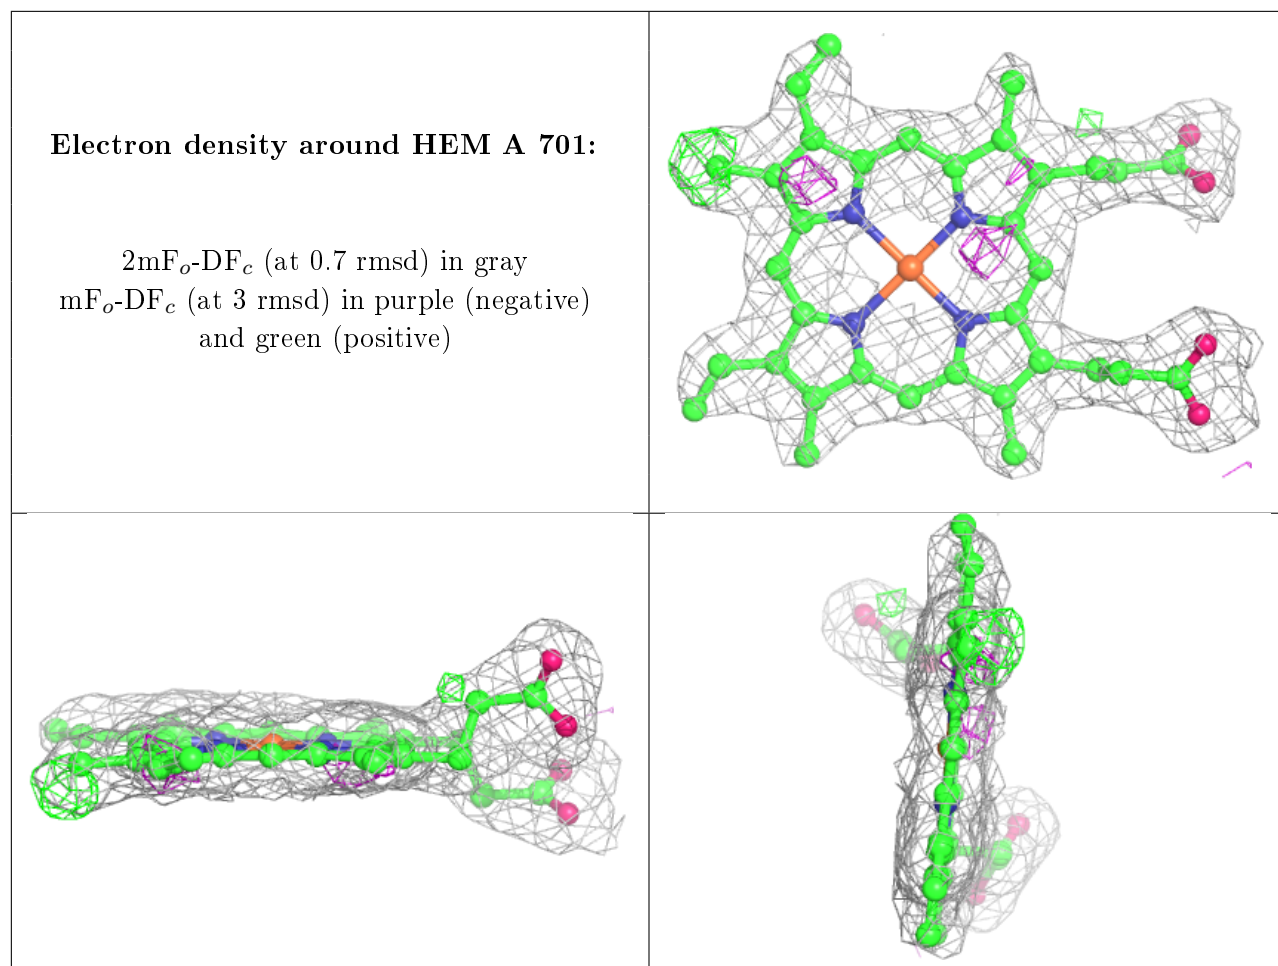 Electron density around HEM A 701:
2mFo-DFc (at 0.7 rmsd) in gray
mFo-DFc (at 3 rmsd) in purple (negative)
and green (positive)